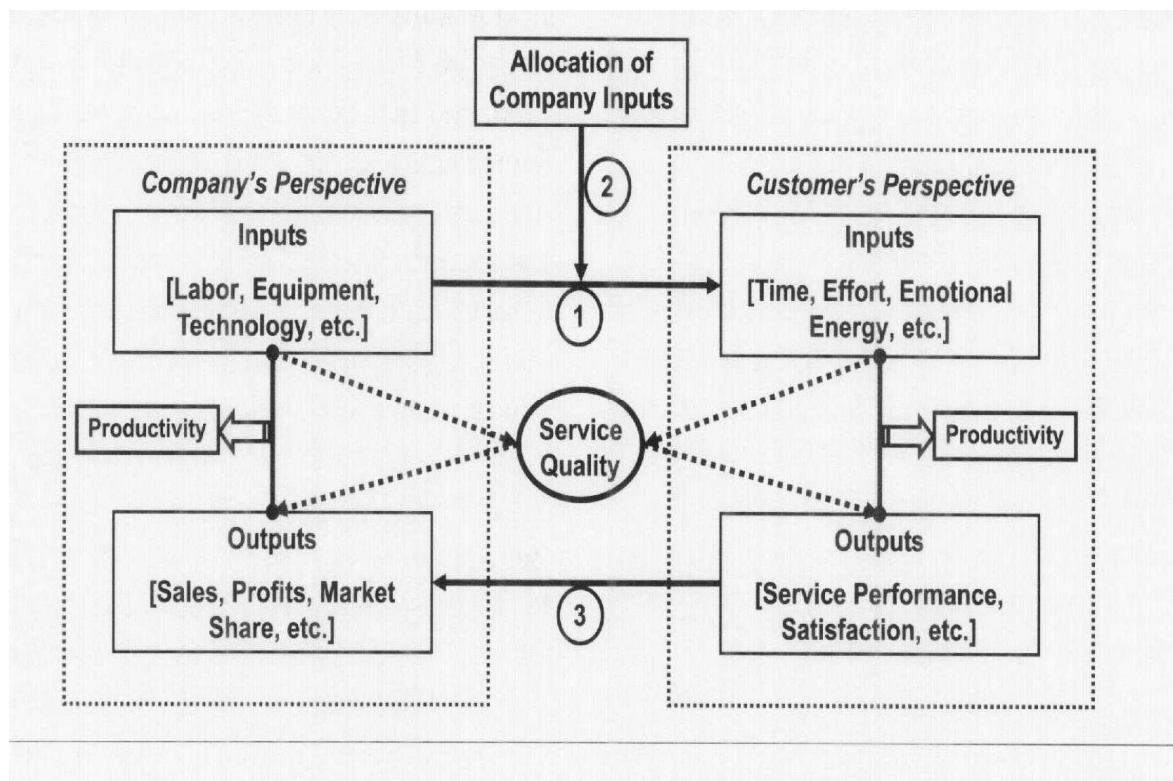 Allocation of
Company Inputs
2
Company's Perspective
Inputs
[Labor, Equipment,
Technology, etc.]
1
Customer's Perspective
Inputs
[Time, Effort, Emotional
Energy, etc.]
Productivity
Service
Quality
Productivity
Outputs
[Sales, Profits, Market
Share, etc.]
3
Outputs
[Service Performance,
Satisfaction, etc.]